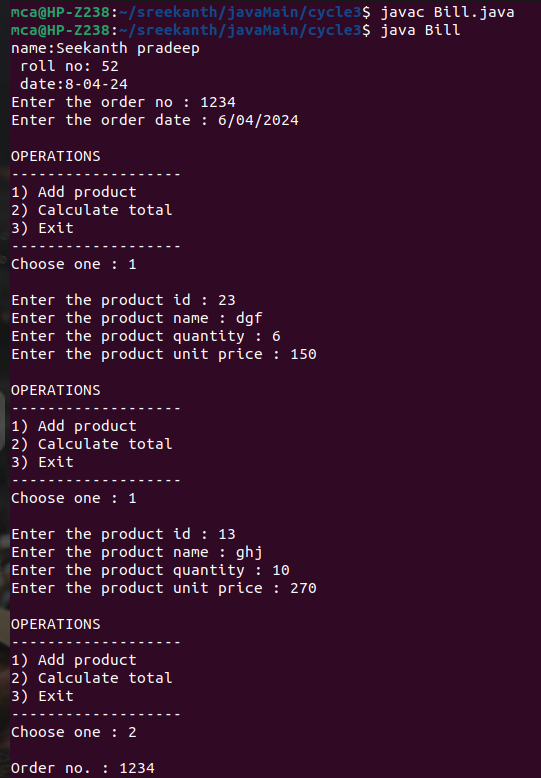 mca@HP-Z238:~/sreekanth/javaMain/cycle3$ javac Bill.java
mca@HP-Z238:~/sreekanth/javaMain/cycle3$ java Bill
name:Seekanth pradeep
 roll no: 52
 date:8-04-24
Enter the order no : 1234
Enter the order date : 6/04/2024

OPERATIONS
-------------------
1) Add product
2) Calculate total
3) Exit
-------------------
Choose one : 1

Enter the product id : 23
Enter the product name : dgf
Enter the product quantity : 6
Enter the product unit price : 150

OPERATIONS
-------------------
1) Add product
2) Calculate total
3) Exit
-------------------
Choose one : 1

Enter the product id : 13
Enter the product name : ghj
Enter the product quantity : 10
Enter the product unit price : 270

OPERATIONS
-------------------
1) Add product
2) Calculate total
3) Exit
-------------------
Choose one : 2

Order no. : 1234